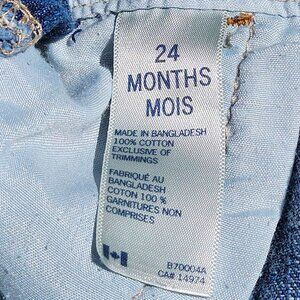 24
MONTHS
MOIS
MADE IN BANGLADESH
100% COTTON
EXCLUSIVE OF
TRIMMINGS
FABRIQUÉ AU
BANGLADESH
COTON 100 %
GARNITURES NON
COMPRISES
B70004A
CA# 14974